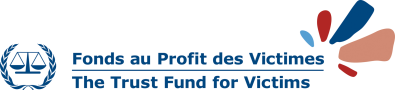 Fonds au Profit des Victimes
The Trust Fund for Victims